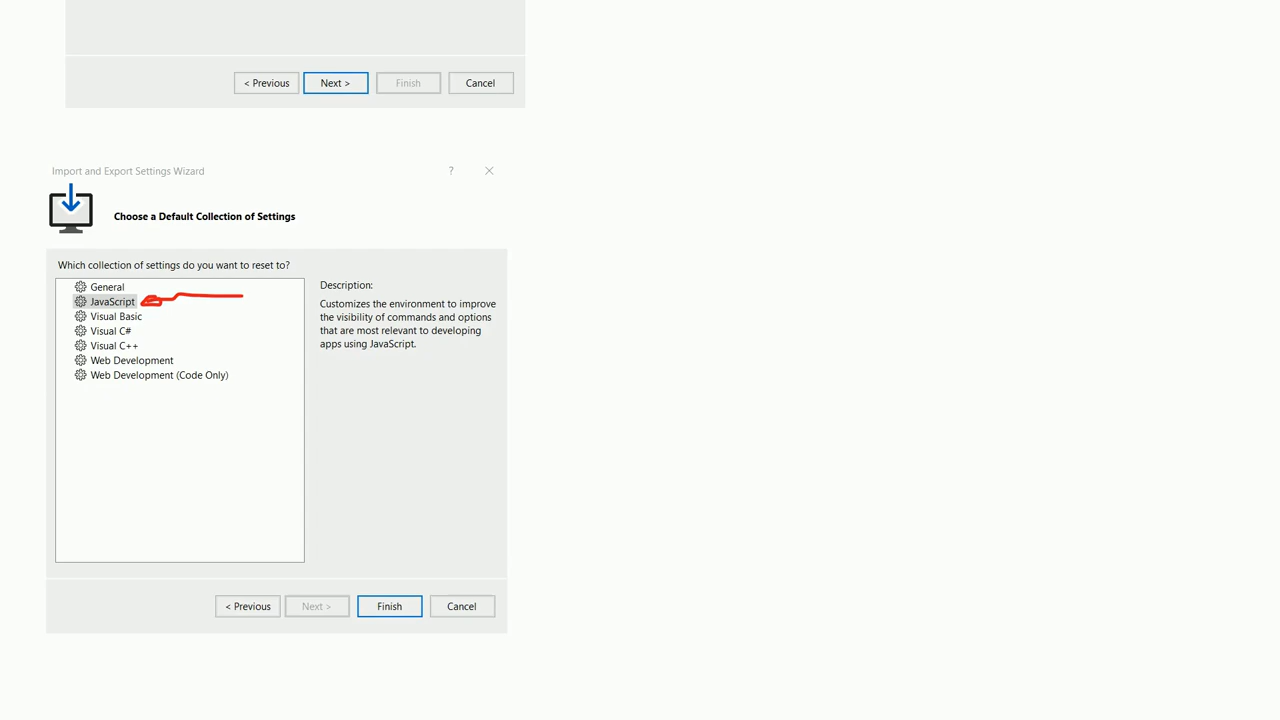 < Previous Next > Finish Cancel
Import and Export Settings Wizard ?
Choose a Default Collection of Settings
Which collection of settings do you want to reset to?
General
JavaScript
Visual Basic
Visual C#
Visual C++
Web Development
Web Development (Code Only)
Description:
Customizes the environment to improve
the visibility of commands and options
that are most relevant to developing
apps using JavaScript.
< Previous Next > Finish Cancel